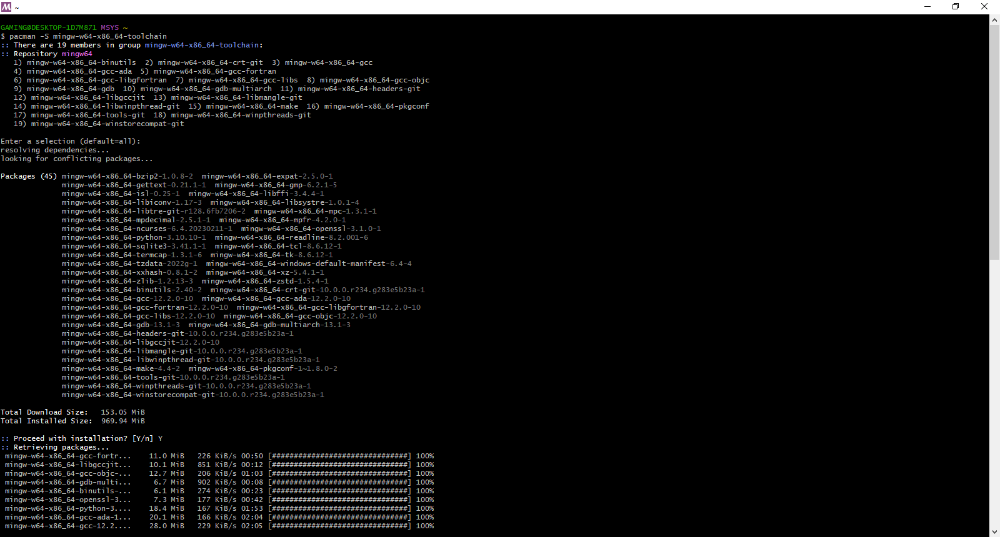 ~
GAMING@DESKTOP-1D7M871 MSYS ~
$ pacman -S mingw-w64-x86_64-toolchain
:: There are 19 members in group mingw-w64-x86_64-toolchain:
:: Repository mingw64
   1) mingw-w64-x86_64-binutils  2) mingw-w64-x86_64-crt-git  3) mingw-w64-x86_64-gcc
   4) mingw-w64-x86_64-gcc-ada  5) mingw-w64-x86_64-gcc-fortran
   6) mingw-w64-x86_64-gcc-libgfortran  7) mingw-w64-x86_64-gcc-libs  8) mingw-w64-x86_64-gcc-objc
   9) mingw-w64-x86_64-gdb  10) mingw-w64-x86_64-gdb-multiarch  11) mingw-w64-x86_64-headers-git
   12) mingw-w64-x86_64-libgccjit  13) mingw-w64-x86_64-libmangle-git
   14) mingw-w64-x86_64-libwinpthread-git  15) mingw-w64-x86_64-make  16) mingw-w64-x86_64-pkgconf
   17) mingw-w64-x86_64-tools-git  18) mingw-w64-x86_64-winpthreads-git
   19) mingw-w64-x86_64-winstorecompat-git

Enter a selection (default=all):
resolving dependencies...
looking for conflicting packages...

Packages (45) mingw-w64-x86_64-bzip2-1.0.8-2  mingw-w64-x86_64-expat-2.5.0-1
              mingw-w64-x86_64-gettext-0.21.1-1  mingw-w64-x86_64-gmp-6.2.1-5
              mingw-w64-x86_64-isl-0.25-1  mingw-w64-x86_64-libffi-3.4.4-1
              mingw-w64-x86_64-libiconv-1.17-3  mingw-w64-x86_64-libsystre-1.0.1-4
              mingw-w64-x86_64-libtre-git-r128.6fb7206-2  mingw-w64-x86_64-mpc-1.3.1-1
              mingw-w64-x86_64-mpdecimal-2.5.1-1  mingw-w64-x86_64-mpfr-4.2.0-1
              mingw-w64-x86_64-ncurses-6.4.20230211-1  mingw-w64-x86_64-openssl-3.1.0-1
              mingw-w64-x86_64-python-3.10.10-1  mingw-w64-x86_64-readline-8.2.001-6
              mingw-w64-x86_64-sqlite3-3.41.1-1  mingw-w64-x86_64-tcl-8.6.12-1
              mingw-w64-x86_64-termcap-1.3.1-6  mingw-w64-x86_64-tk-8.6.12-1
              mingw-w64-x86_64-tzdata-2022g-1  mingw-w64-x86_64-windows-default-manifest-6.4-4
              mingw-w64-x86_64-xxhash-0.8.1-2  mingw-w64-x86_64-xz-5.4.1-1
              mingw-w64-x86_64-zlib-1.2.13-3  mingw-w64-x86_64-zstd-1.5.4-1
              mingw-w64-x86_64-binutils-2.40-2  mingw-w64-x86_64-crt-git-10.0.0.r234.g283e5b23a-1
              mingw-w64-x86_64-gcc-12.2.0-10  mingw-w64-x86_64-gcc-ada-12.2.0-10
              mingw-w64-x86_64-gcc-fortran-12.2.0-10  mingw-w64-x86_64-gcc-libgfortran-12.2.0-10
              mingw-w64-x86_64-gcc-libs-12.2.0-10  mingw-w64-x86_64-gcc-objc-12.2.0-10
              mingw-w64-x86_64-gdb-13.1-3  mingw-w64-x86_64-gdb-multiarch-13.1-3
              mingw-w64-x86_64-headers-git-10.0.0.r234.g283e5b23a-1
              mingw-w64-x86_64-libgccjit-12.2.0-10
              mingw-w64-x86_64-libmangle-git-10.0.0.r234.g283e5b23a-1
              mingw-w64-x86_64-libwinpthread-git-10.0.0.r234.g283e5b23a-1
              mingw-w64-x86_64-make-4.4-2  mingw-w64-x86_64-pkgconf-1~1.8.0-2
              mingw-w64-x86_64-tools-git-10.0.0.r234.g283e5b23a-1
              mingw-w64-x86_64-winpthreads-git-10.0.0.r234.g283e5b23a-1
              mingw-w64-x86_64-winstorecompat-git-10.0.0.r234.g283e5b23a-1

Total Download Size:   153.05 MiB
Total Installed Size:  969.94 MiB

:: Proceed with installation? [Y/n] Y
:: Retrieving packages...
 mingw-w64-x86_64-gcc-fortr...    11.0 MiB   226 KiB/s 00:50 [###############################] 100%
 mingw-w64-x86_64-libgccjit...    10.1 MiB   851 KiB/s 00:12 [###############################] 100%
 mingw-w64-x86_64-gcc-objc-...    12.7 MiB   206 KiB/s 01:03 [###############################] 100%
 mingw-w64-x86_64-gdb-multi...     6.7 MiB   902 KiB/s 00:08 [###############################] 100%
 mingw-w64-x86_64-binutils-...     6.1 MiB   274 KiB/s 00:23 [###############################] 100%
 mingw-w64-x86_64-openssl-3...     7.3 MiB   177 KiB/s 00:42 [###############################] 100%
 mingw-w64-x86_64-python-3....    18.4 MiB   167 KiB/s 01:53 [###############################] 100%
 mingw-w64-x86_64-gcc-ada-1...    20.1 MiB   166 KiB/s 02:04 [###############################] 100%
 mingw-w64-x86_64-gcc-12.2....    28.0 MiB   229 KiB/s 02:05 [###############################] 100%